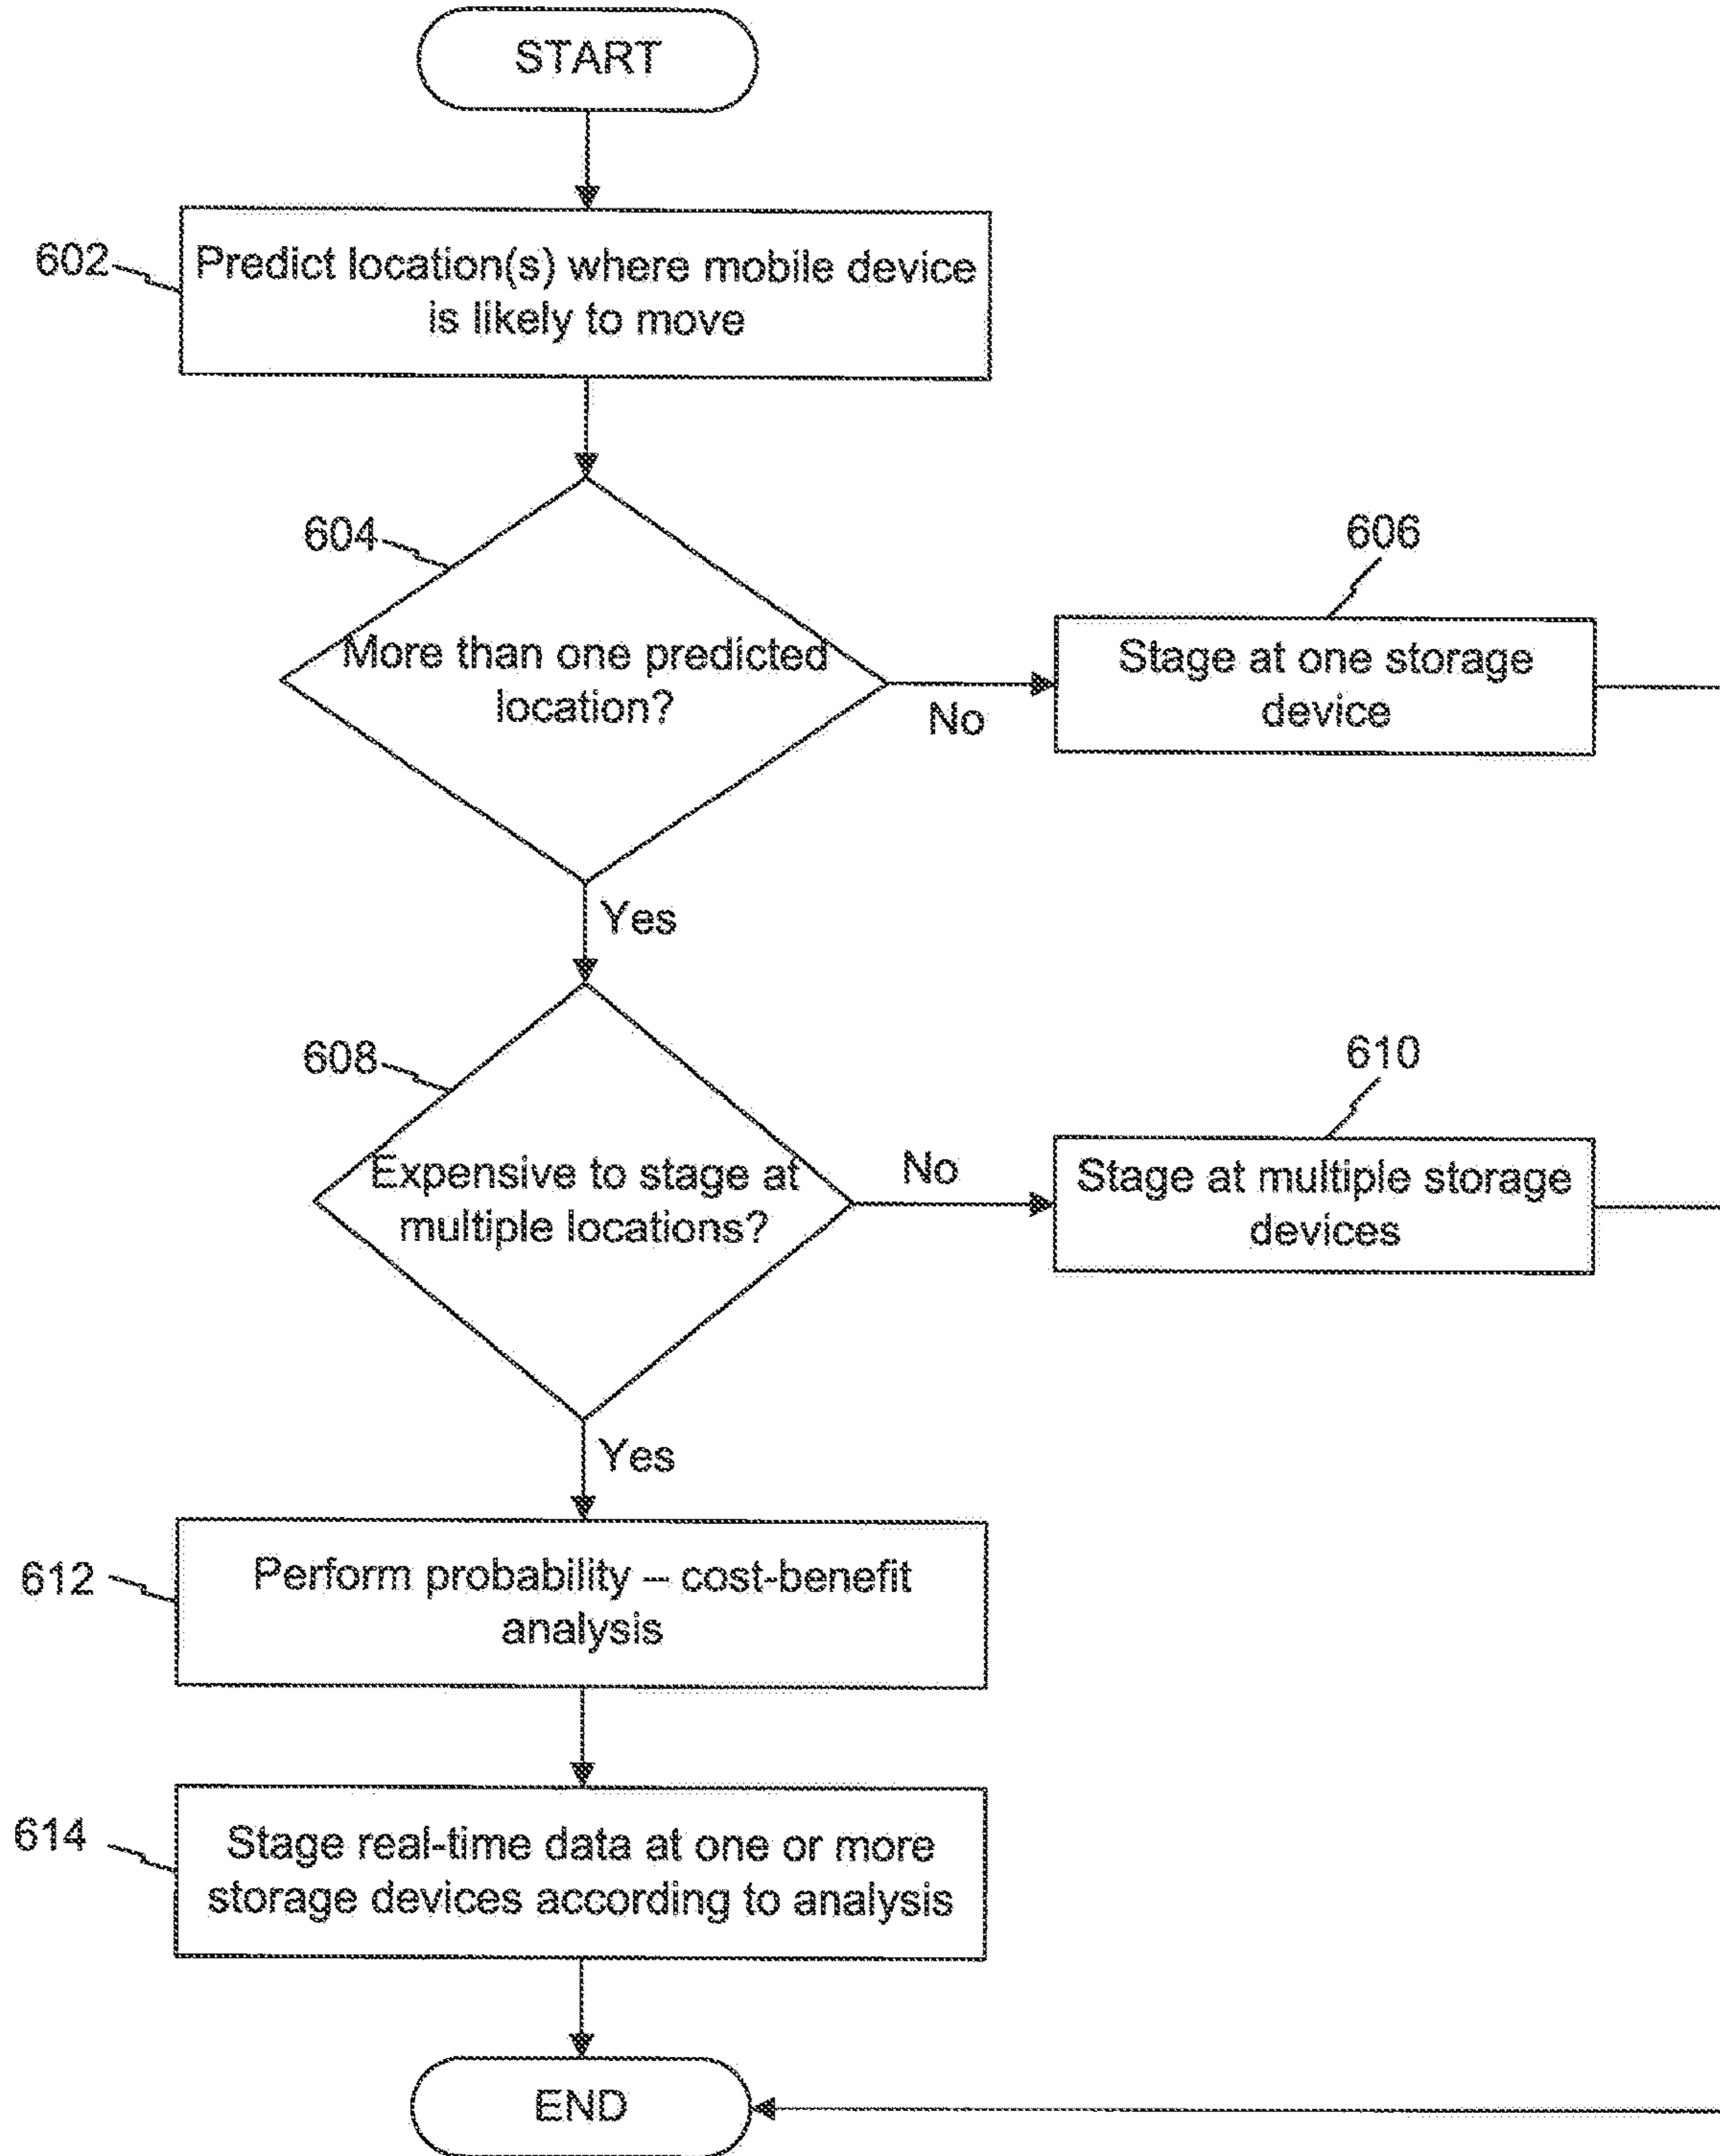 START
602
Predict location(s) where mobile device
is likely to move
604
More than one predicted
location?
No
606
Stage at one storage
device
Yes
608
Expensive to stage at
multiple locations?
No
610
Stage at multiple storage
devices
Yes
612
Perform probability – cost-benefit
analysis
614
Stage real-time data at one or more
storage devices according to analysis
END